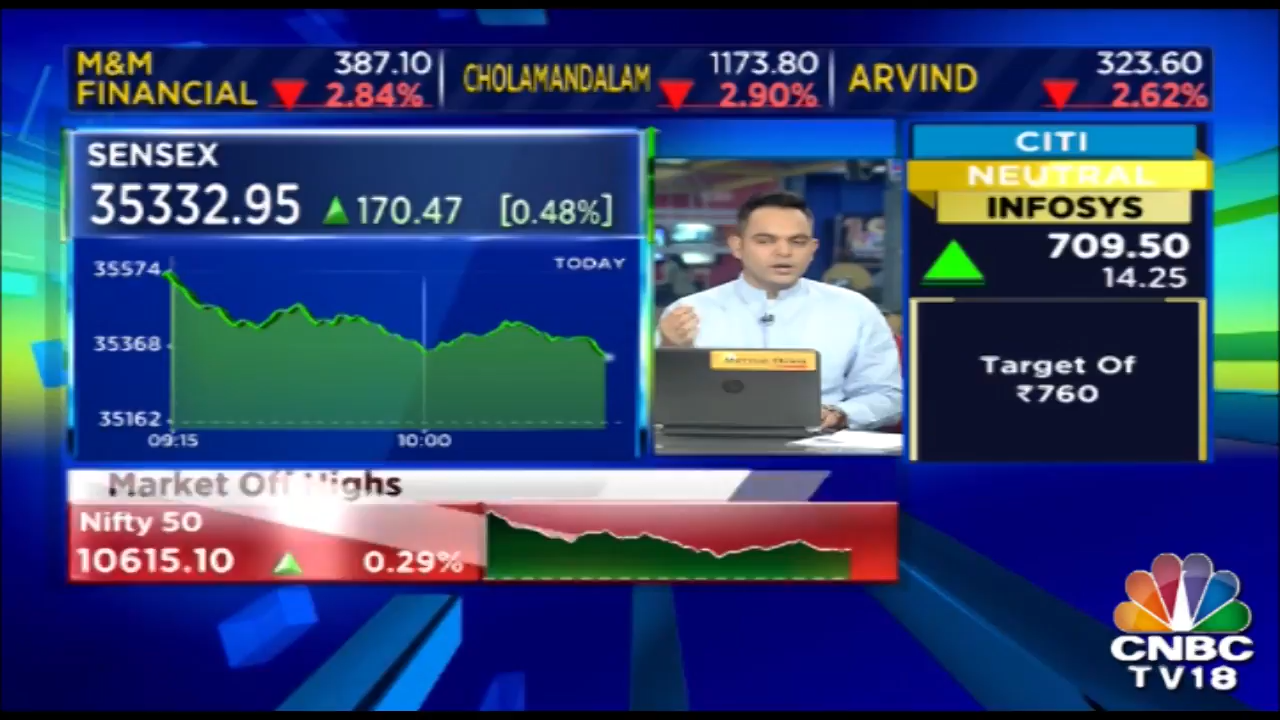 M&M
FINANCIAL
387.10
2.84%
CHOLAMANDALAM
1173.80
2.90%
ARVIND
323.60
2.62%
SENSEX
35332.95 170.47 [0.48%]
TODAY
35574
35368
35162
09:15 10:00
CITI
NEUTRAL
INFOSYS
709.50
14.25
Target Of
₹760
Market Off Highs
Nifty 50
10615.10 0.29%
CNBC
TV18